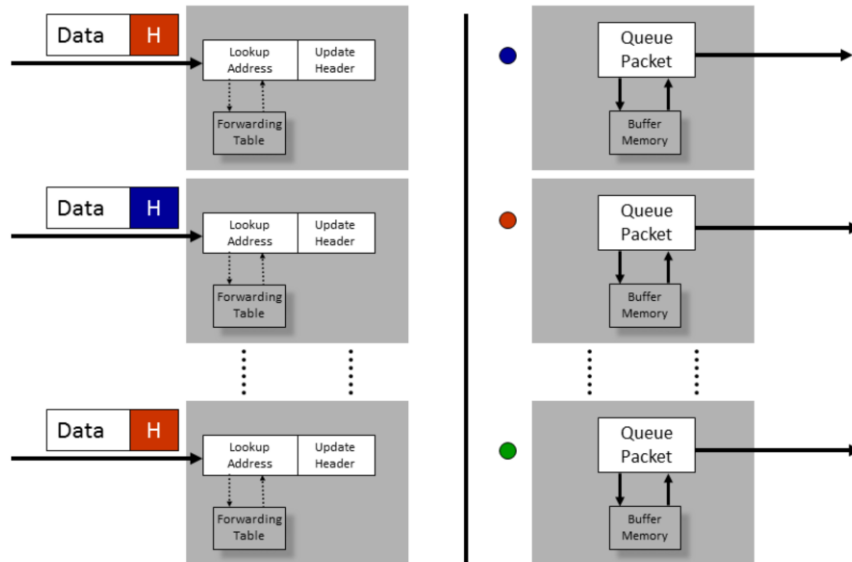 Data H
Lookup Address
Update Header
Forwarding Table
Queue Packet
Buffer Memory
Data H
Lookup Address
Update Header
Forwarding Table
Queue Packet
Buffer Memory
Data H
Lookup Address
Update Header
Forwarding Table
Queue Packet
Buffer Memory